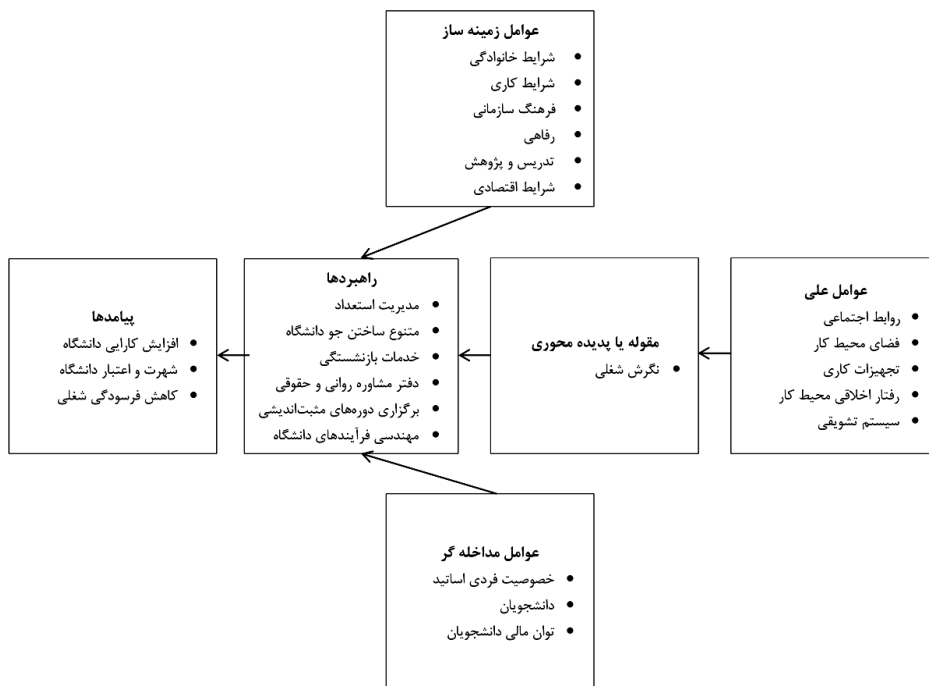 عوامل زمینه ساز
شرایط خانوادگی
شرایط کاری
فرهنگ سازمانی
رفاهی
تدریس و پژوهش
شرایط اقتصادی
عوامل علی
روابط اجتماعی
فضای محیط کار
تجهیزات کاری
رفتار اخلاقی محیط کار
سیستم تشویقی
مقوله یا پدیده محوری
نگرش شغلی
راهبردها
مدیریت استعداد
متنوع ساختن جو دانشگاه
خدمات بازنشستگی
دفتر مشاوره روانی و حقوقی
برگزاری دوره‌های مثبت‌اندیشی
مهندسی فرآیندهای دانشگاه
پیامدها
افزایش کارایی دانشگاه
شهرت و اعتبار دانشگاه
کاهش فرسودگی شغلی
عوامل مداخله گر
خصوصیت فردی اساتید
دانشجویان
توان مالی دانشجویان